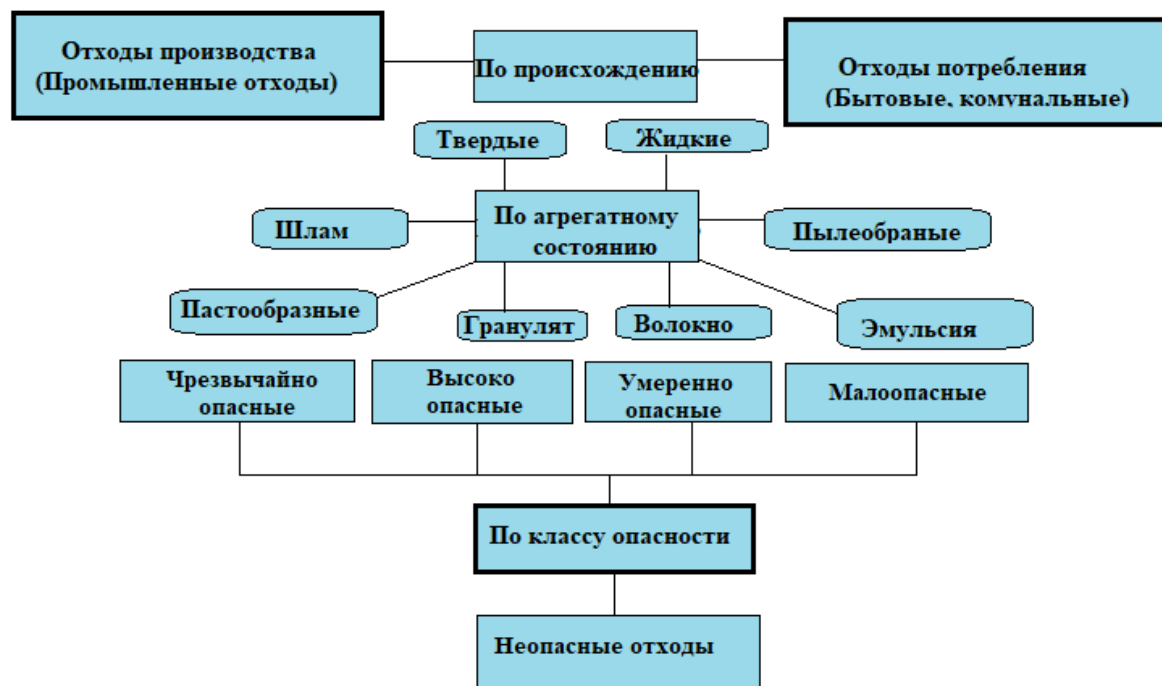 Отходы производства
(Промышленные отходы)
По происхождению
Отходы потребления
(Бытовые, комунальные)
Твердые
Жидкие
Шлам
По агрегатному
состоянию
Пылеобраные
Пастообразные
Гранулят
Волокно
Эмульсия
Чрезвычайно
опасные
Высоко
опасные
Умеренно
опасные
Малоопасные
По классу опасности
Неопасные отходы